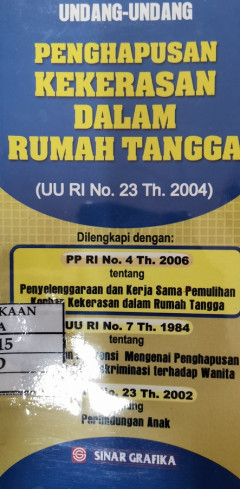 UNDANG-UNDANG
PENGHAPUSAN
KEKERASAN
DALAM
RUMAH TANGGA
(UU RI No. 23 Th. 2004)
Dilengkapi dengan:
PP RI No. 4 Th. 2006
tentang
Penyelenggaraan dan Kerja Sama Pemulihan
Korban Kekerasan dalam Rumah Tangga
KAAN
A
15
UU RI No. 7 Th. 1984
Mengenai Penghapusan
skriminasi terhadap Wanita
No. 23 Th. 2002
Perlindungan Anak
SINAR GRAFIKA